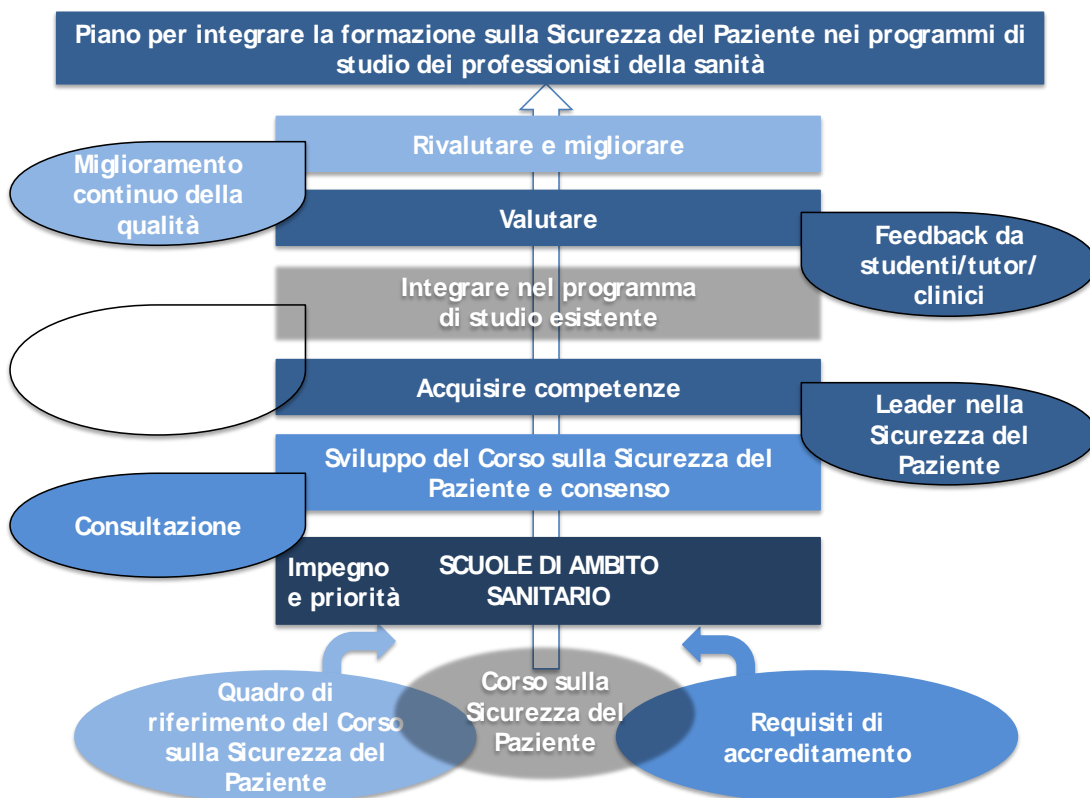 Piano per integrare la formazione sulla Sicurezza del Paziente nei programmi di
studio dei professionisti della sanità
Rivalutare e migliorare
Miglioramento
continuo della
qualità
Valutare
Feedback da
studenti/tutor/
clinici
Integrare nel programma
di studio esistente
Acquisire competenze
Leader nella
Sicurezza del
Paziente
Sviluppo del Corso sulla Sicurezza del
Paziente e consenso
Consultazione
Impegno
e priorità
SCUOLE DI AMBITO
SANITARIO
Quadro di
riferimento del Corso
sulla Sicurezza del
Paziente
Corso sulla
Sicurezza del
Paziente
Requisiti di
accreditamento